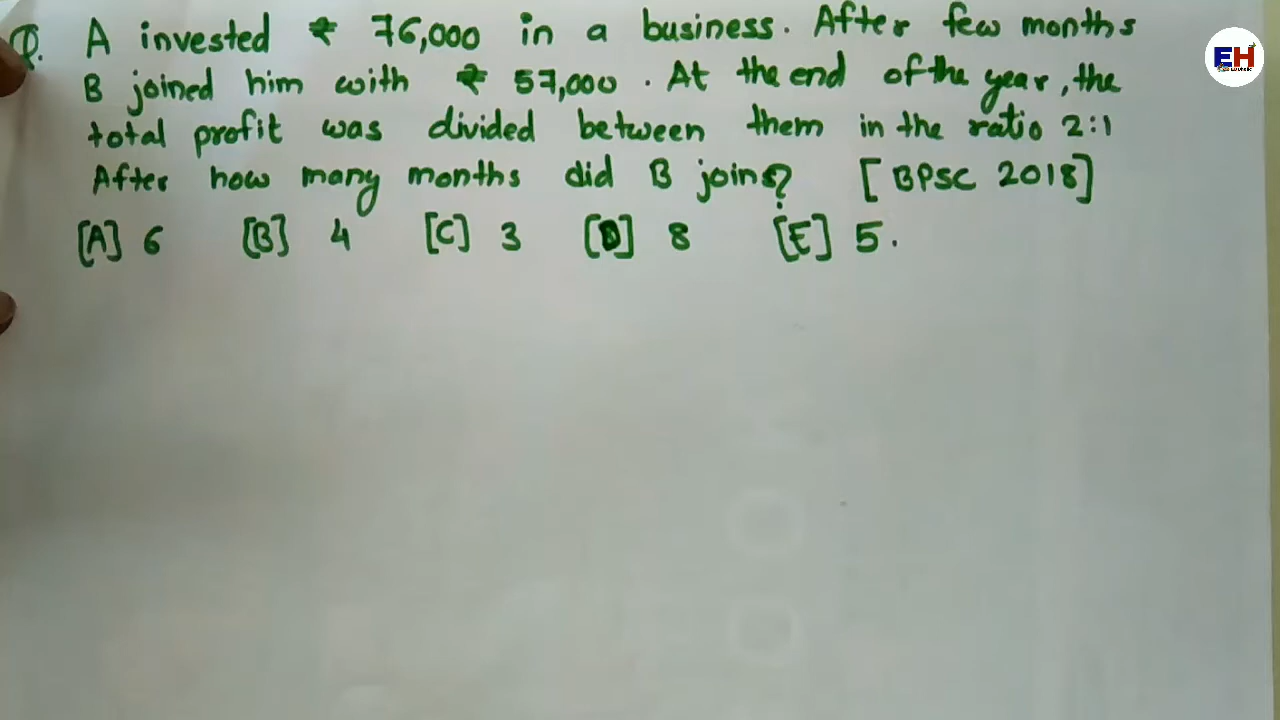 Q. A invested ₹ 76,000 in a business. After few months
B joined him with ₹ 57,000. At the end of the year, the
total profit was divided between them in the ratio 2:1
After how many months did B join? [BPSC 2018]
[A] 6 [B] 4 [C] 3 [D] 8 [E] 5.
EH